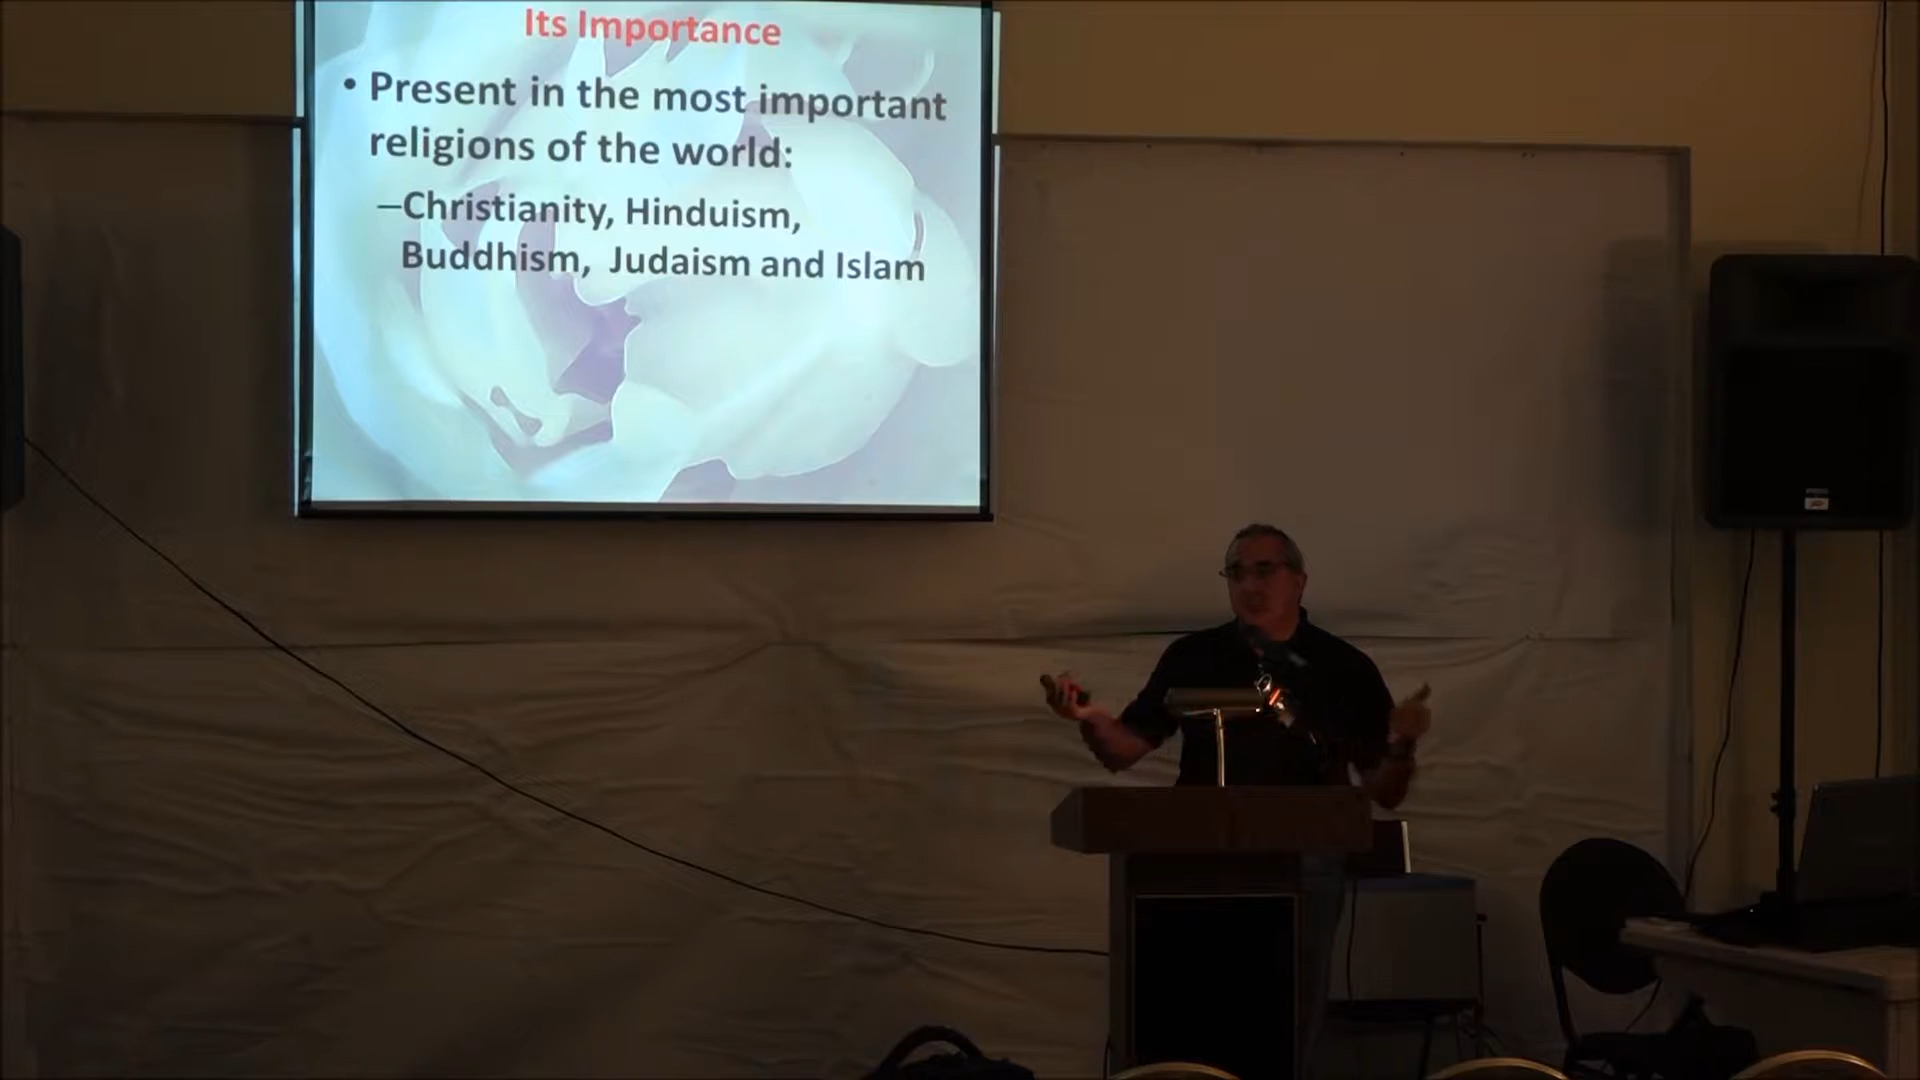 Its Importance
• Present in the most important
religions of the world:
–Christianity, Hinduism,
Buddhism, Judaism and Islam